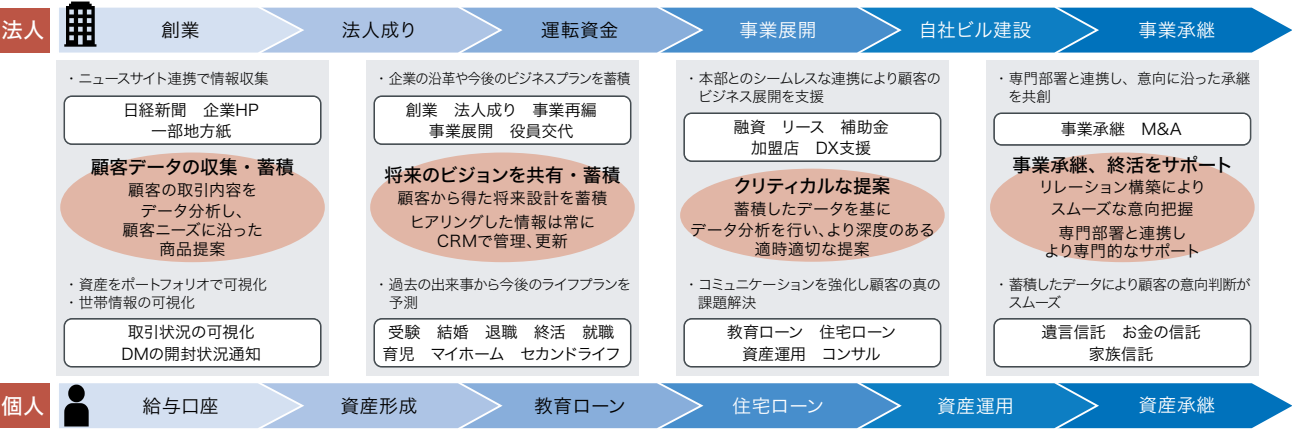 法人
創業
法人成り
運転資金
事業展開
自社ビル建設
事業承継
・ニュースサイト連携で情報収集
日経新聞　企業HP
一部地方紙
顧客データの収集・蓄積
顧客の取引内容を
データ分析し、
顧客ニーズに沿った
商品提案
・資産をポートフォリオで可視化
・世帯情報の可視化
取引状況の可視化
DMの開封状況通知
・企業の沿革や今後のビジネスプランを蓄積
創業　法人成り　事業再編
事業展開　役員交代
将来のビジョンを共有・蓄積
顧客から得た将来設計を蓄積
ヒアリングした情報は常に
CRMで管理、更新
・過去の出来事から今後のライフプランを
予測
受験　結婚　退職　終活　就職
育児　マイホーム　セカンドライフ
・本部とのシームレスな連携により顧客の
ビジネス展開を支援
融資　リース　補助金
加盟店　DX支援
クリティカルな提案
蓄積したデータを基に
データ分析を行い、より深度のある
適時適切な提案
・コミュニケーションを強化し顧客の真の
課題解決
教育ローン　住宅ローン
資産運用　コンサル
・専門部署と連携し、意向に沿った承継
を共創
事業承継　M&A
事業承継、終活をサポート
リレーション構築により
スムーズな意向把握
専門部署と連携し
より専門的なサポート
・蓄積したデータにより顧客の意向判断が
スムーズ
遺言信託　お金の信託
家族信託
個人
給与口座
資産形成
教育ローン
住宅ローン
資産運用
資産承継